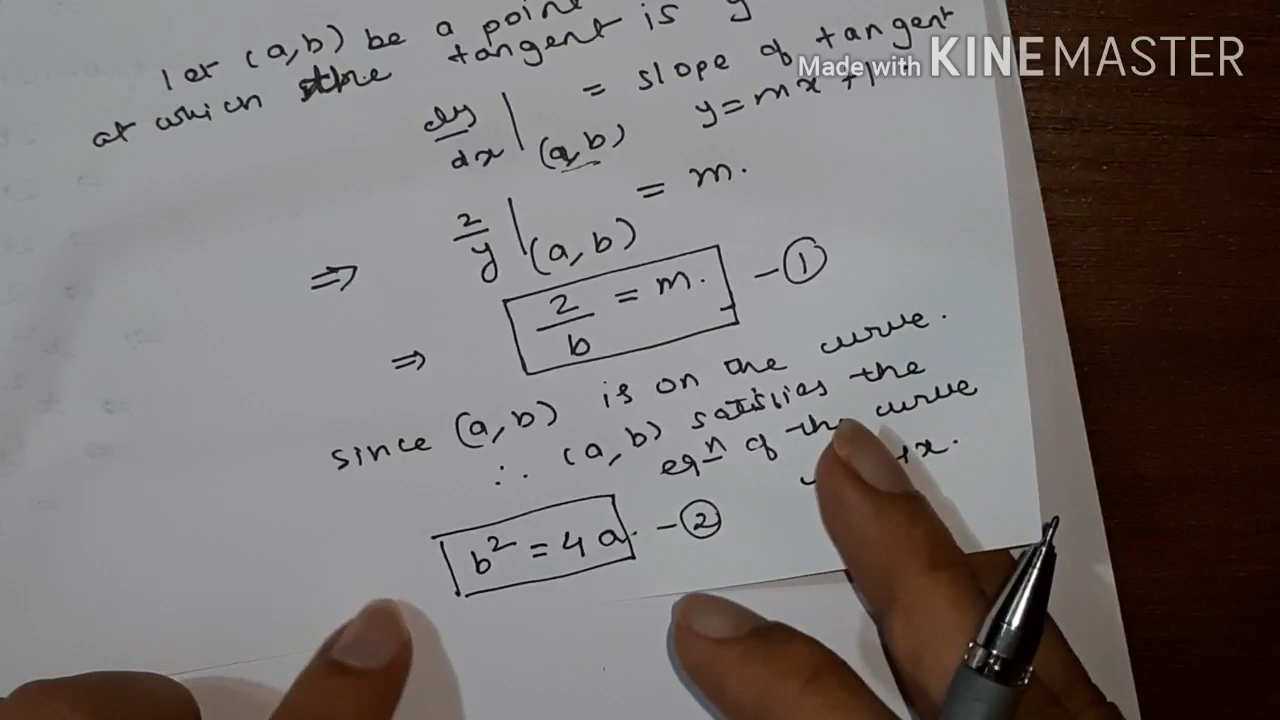 let (a,b) be a point
at which the tangent is y
dy/dx |(a,b) = slope of tangent
y = mx +1
Made with KINEMASTER
⇒ 2/y |(a,b) = m.
⇒ 2/b = m. - ①
since (a,b) is on the curve.
∴ (a,b) satisfies the
eqn of the curve
b² = 4a. - ②